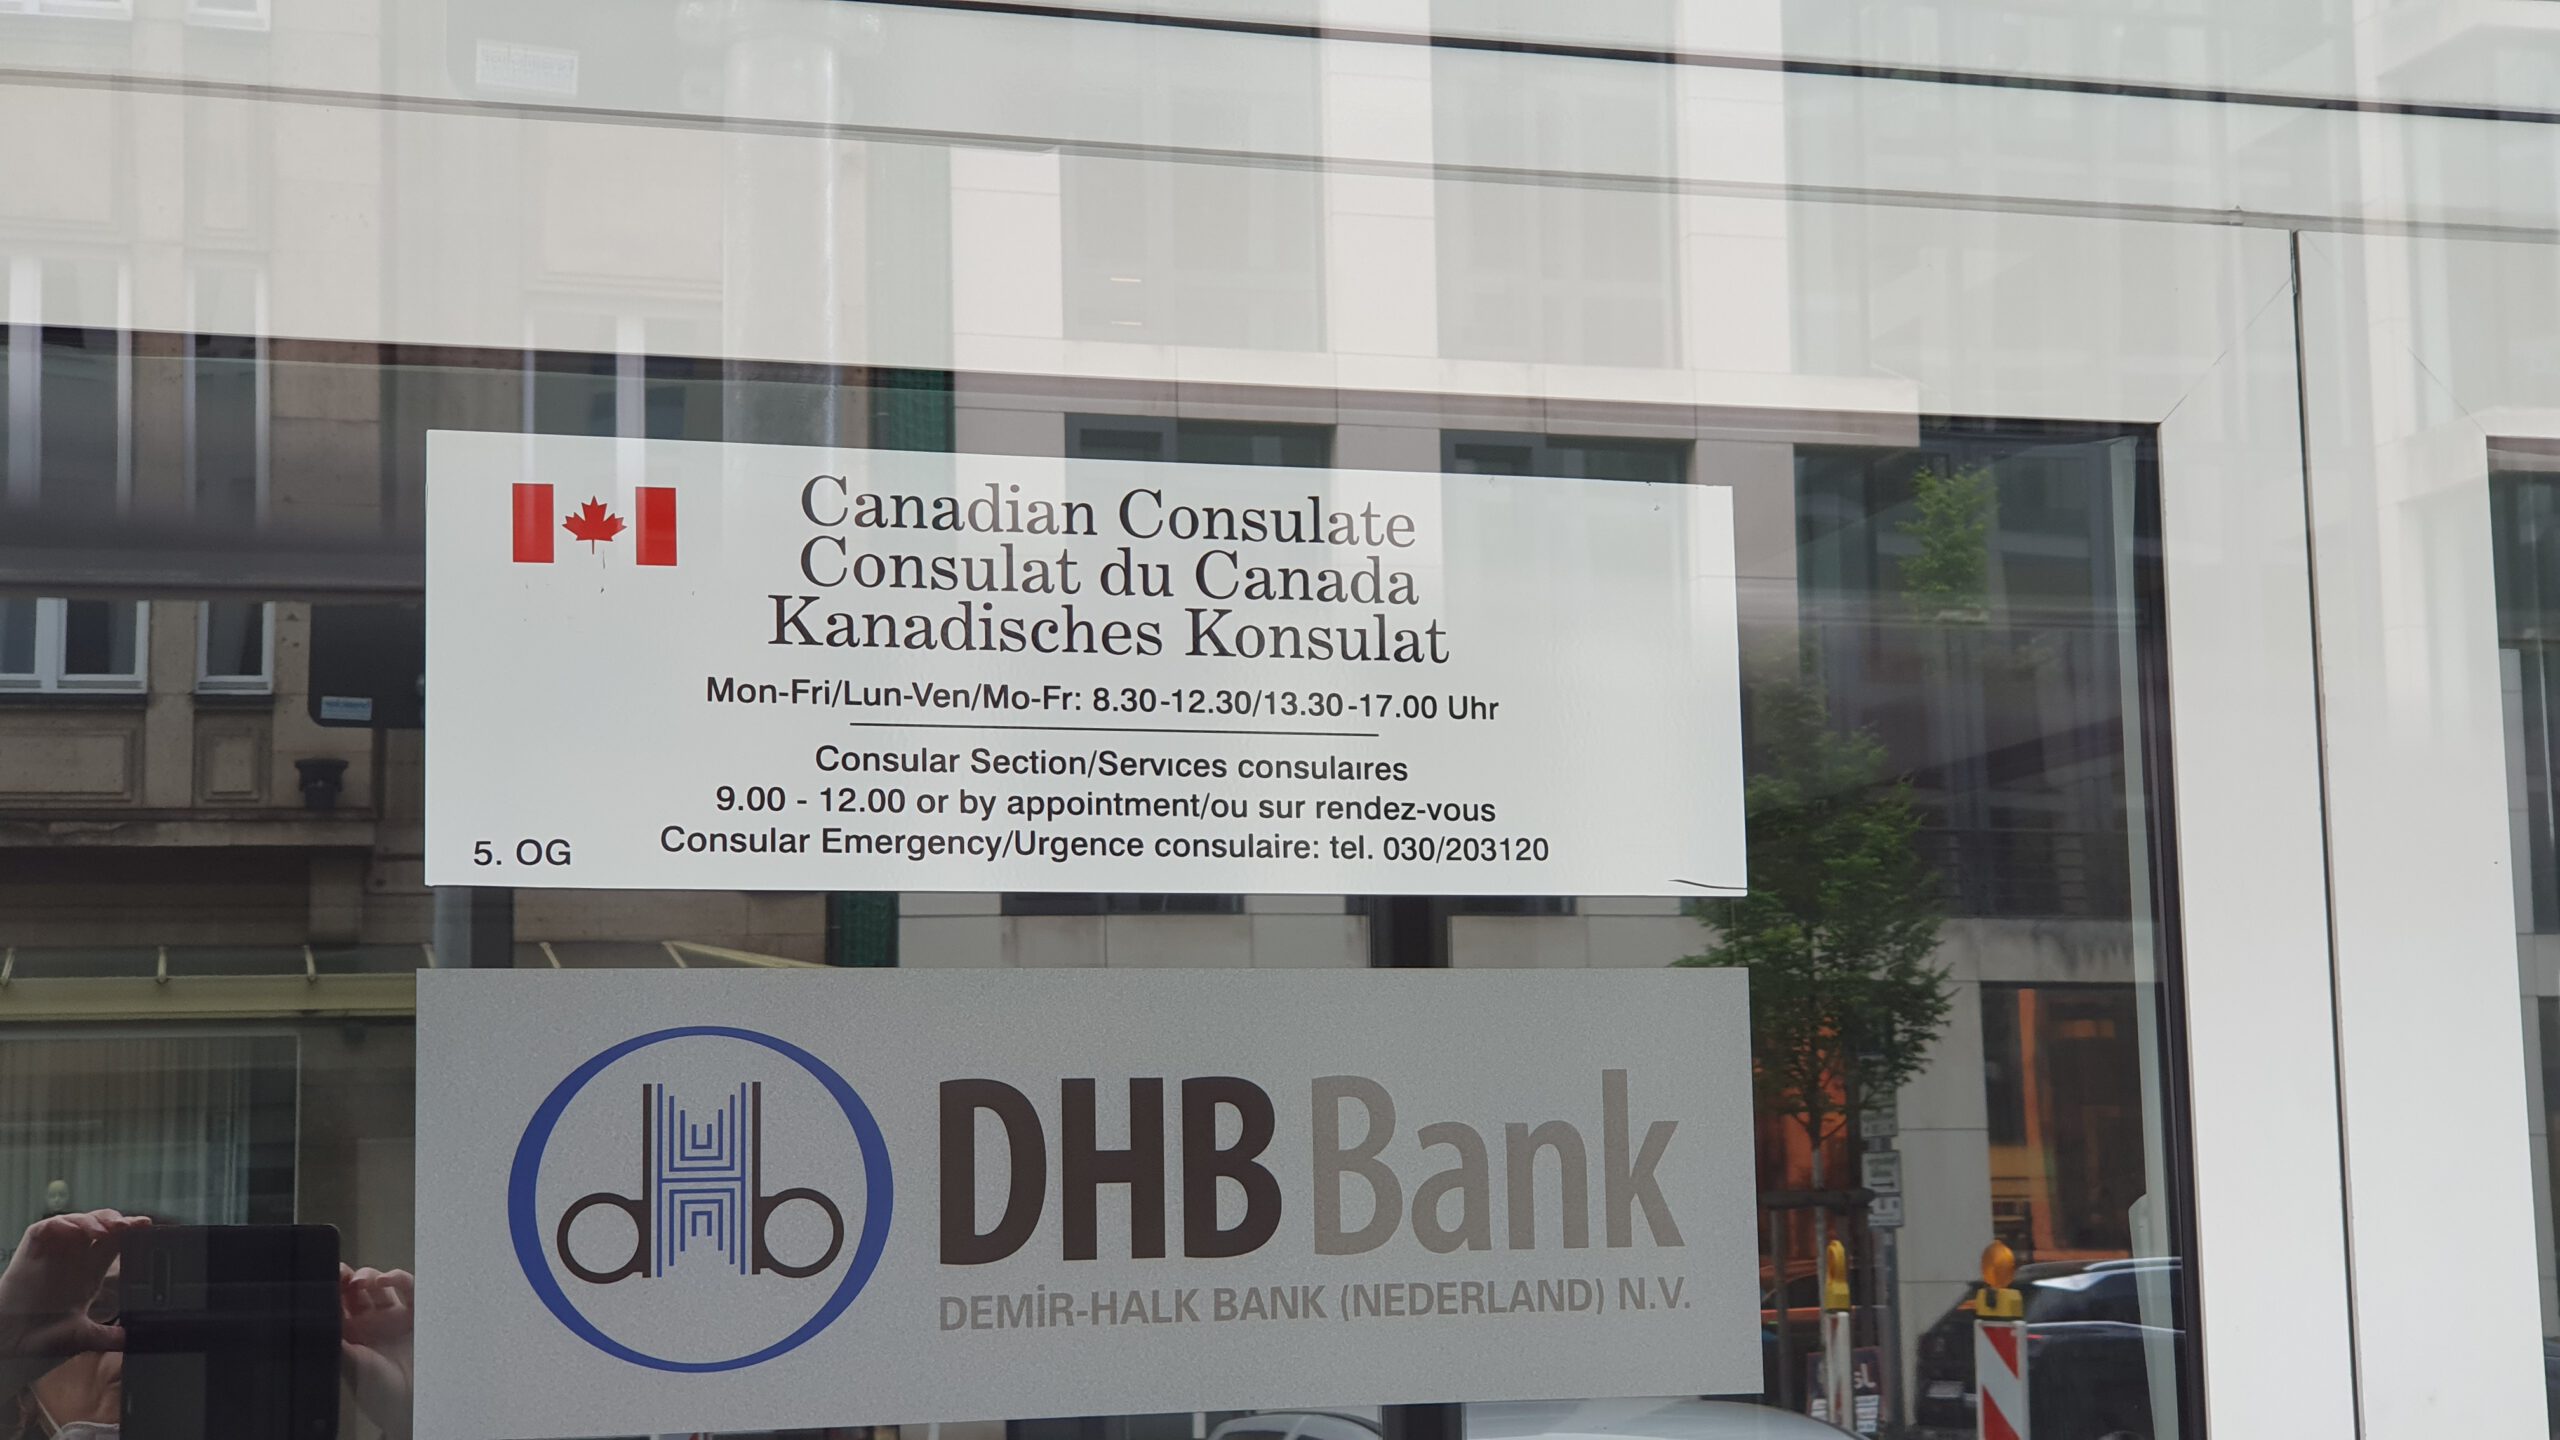 Canadian Consulate
Consulat du Canada
Kanadisches Konsulat
Mon-Fri/Lun-Ven/Mo-Fr: 8.30-12.30/13.30-17.00 Uhr
Consular Section/Services consulaires
9.00 - 12.00 or by appointment/ou sur rendez-vous
Consular Emergency/Urgence consulaire: tel. 030/203120
5. OG
dHb
DHB Bank
DEMİR-HALK BANK (NEDERLAND) N.V.